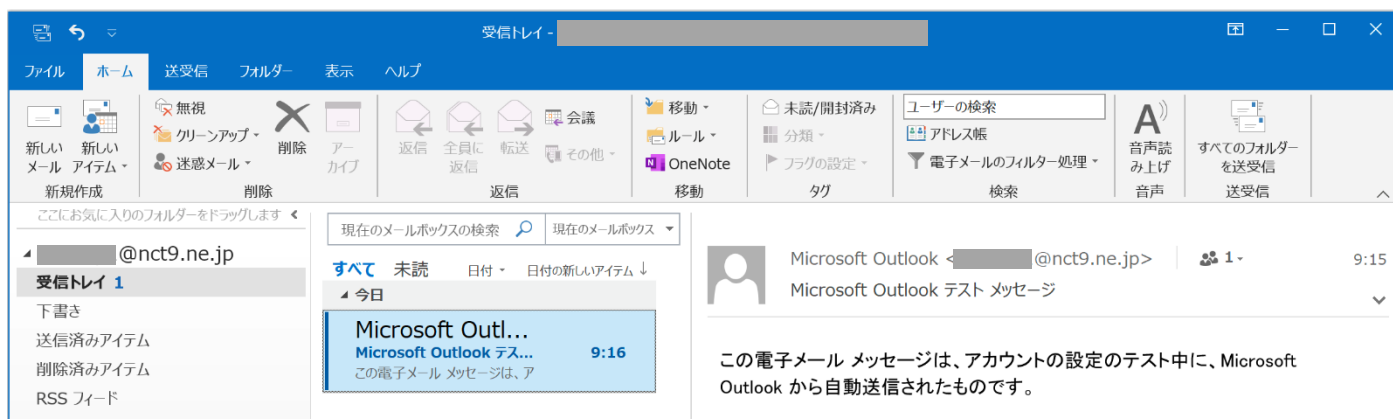 受信トレイ -
ファイル ホーム 送受信 フォルダー 表示 ヘルプ
新しい
メール
新しい
アイテム
新規作成
無視
クリーンアップ
迷惑メール
削除
アー
カイブ
削除
返信
全員に
返信
転送
会議
その他
返信
移動
ルール
OneNote
移動
未読/開封済み
分類
フラグの設定
タグ
ユーザーの検索
アドレス帳
電子メールのフィルター処理
検索
音声読
み上げ
音声
すべてのフォルダー
を送受信
送受信
ここにお気に入りのフォルダーをドラッグします
@nct9.ne.jp
受信トレイ 1
下書き
送信済みアイテム
削除済みアイテム
RSS フィード
現在のメールボックスの検索 現在のメールボックス
すべて 未読 日付 日付の新しいアイテム ↓
今日
Microsoft Outl...
Microsoft Outlook テス... 9:16
この電子メール メッセージは、ア
Microsoft Outlook < @nct9.ne.jp> 1 9:15
Microsoft Outlook テスト メッセージ
この電子メール メッセージは、アカウントの設定のテスト中に、Microsoft
Outlook から自動送信されたものです。